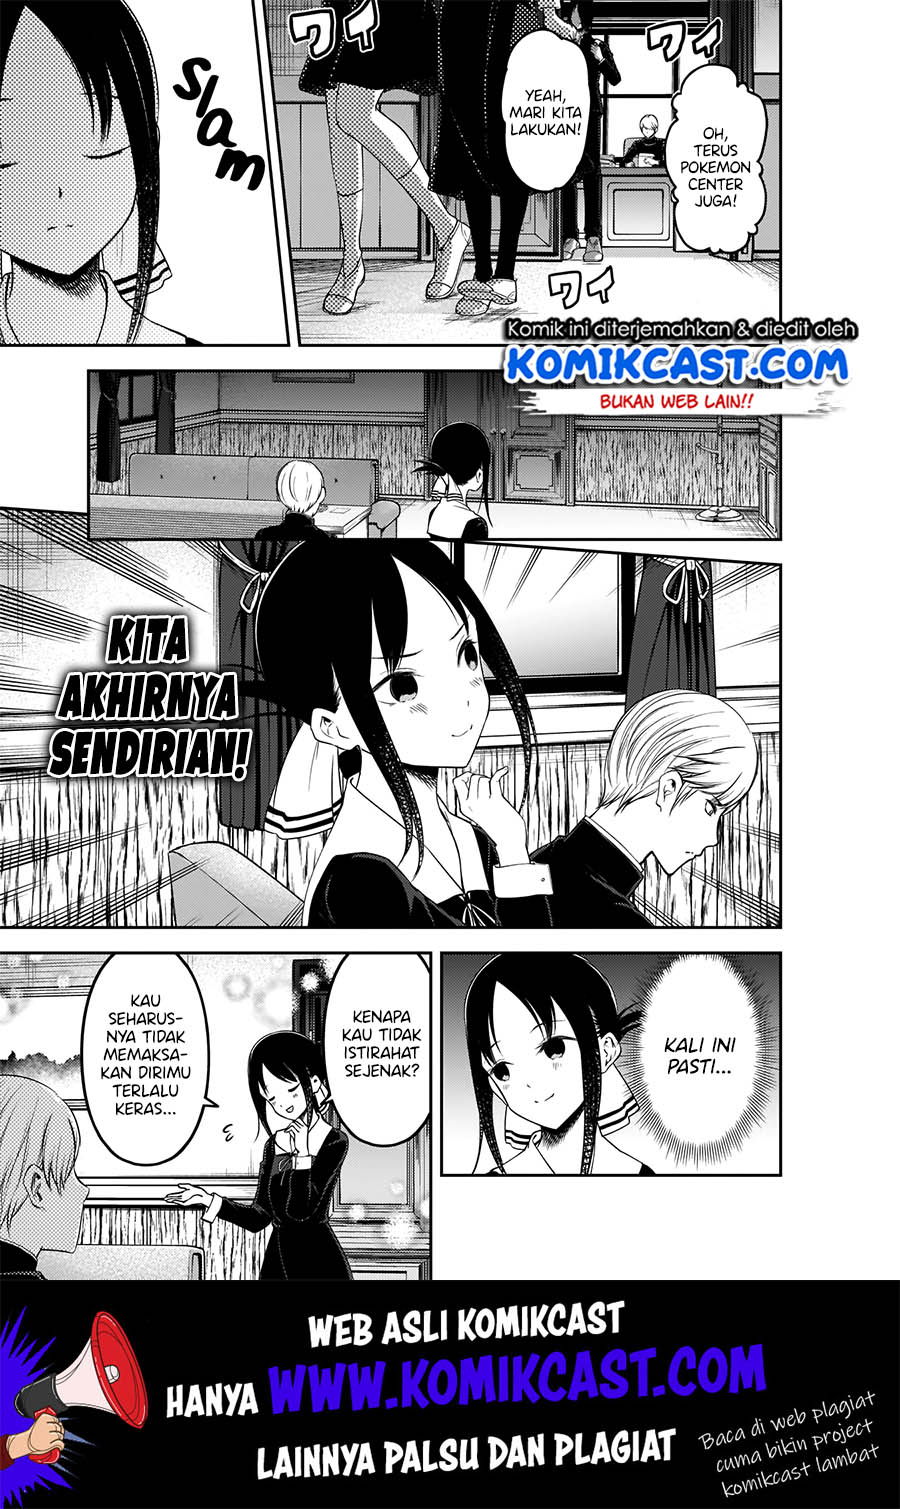 ワイ
ワイ
OH,
TERUS
POKEMON
CENTER
JUGA!
YEAH,
MARI KITA
LAKUKAN!
ワイ
Slam
Komik ini diterjemahkan & diedit oleh
KOMIKCAST.COM
BUKAN WEB LAIN!!
KITA
AKHIRNYA
SENDIRIAN!
KALI INI
PASTI...
KENAPA
KAU TIDAK
ISTIRAHAT
SEJENAK?
KAU
SEHARUS-
NYA TIDAK
MEMAKSA-
KAN DIRIMU
TERLALU
KERAS...
WEB ASLI KOMIKCAST
HANYA WWW.KOMIKCAST.COM
LAINNYA PALSU DAN PLAGIAT
Baca di web plagiat
cuma bikin project
komikcast lambat